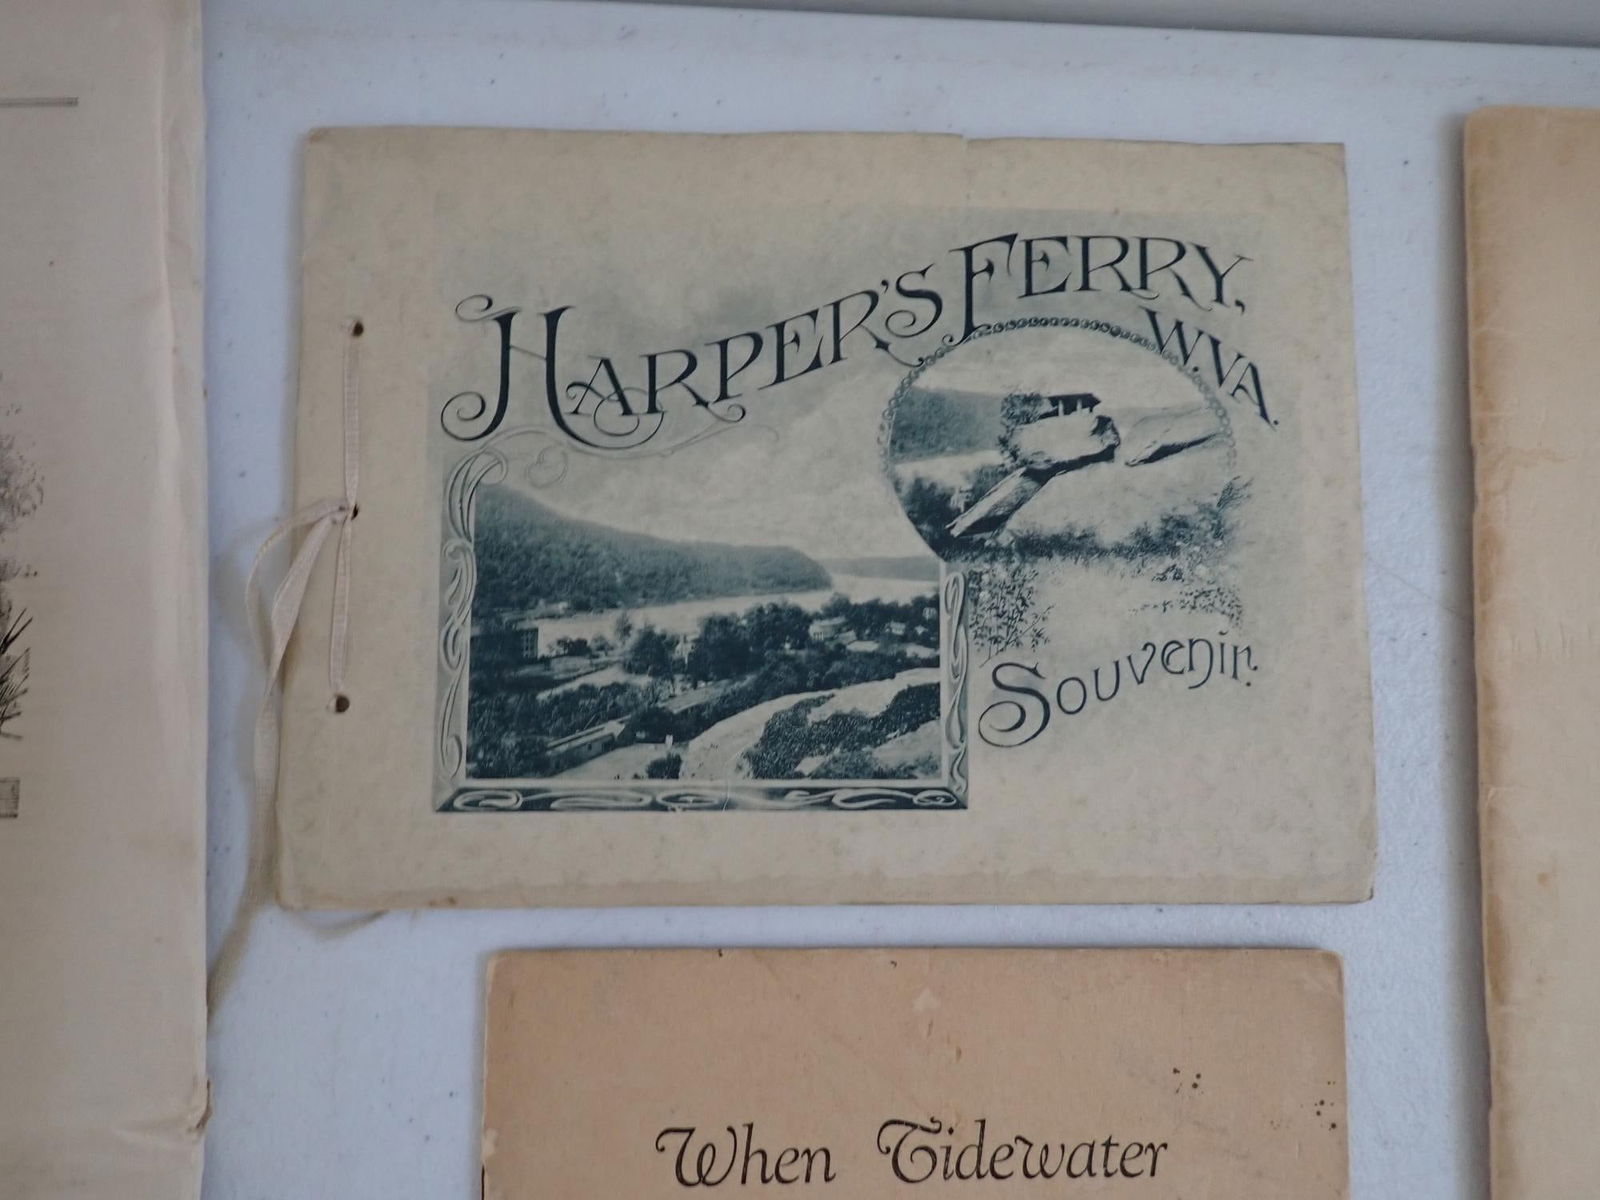 HARPER'S FERRY,
W.VA.
Souvenir.
When Tidewater